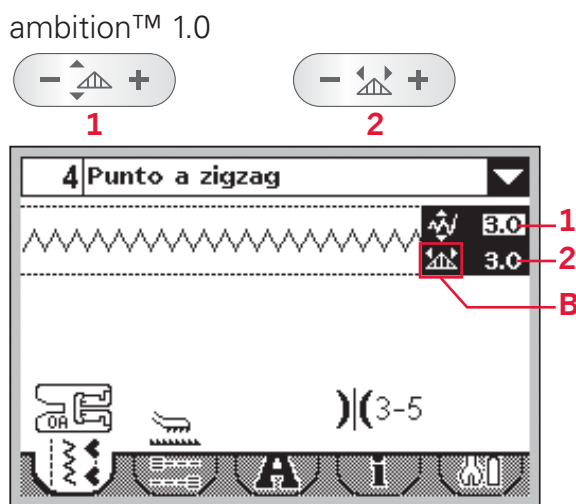 ambition™ 1.0
- +
- +
1
2
4 Punto a zigzag
3.0 1
3.0 2
B
0A
)|(3-5
A i